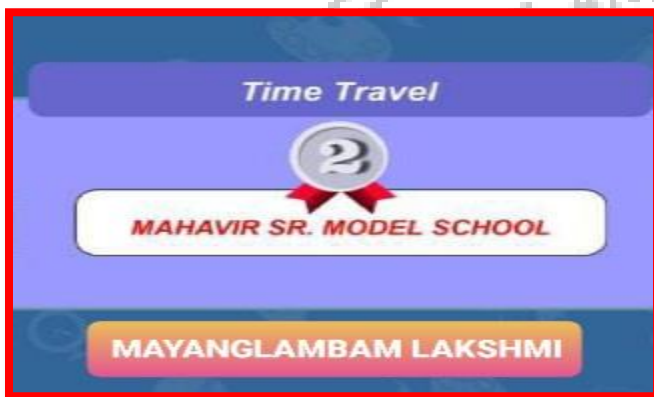 Time Travel
2
MAHAVIR SR. MODEL SCHOOL
MAYANGLAMBAM LAKSHMI